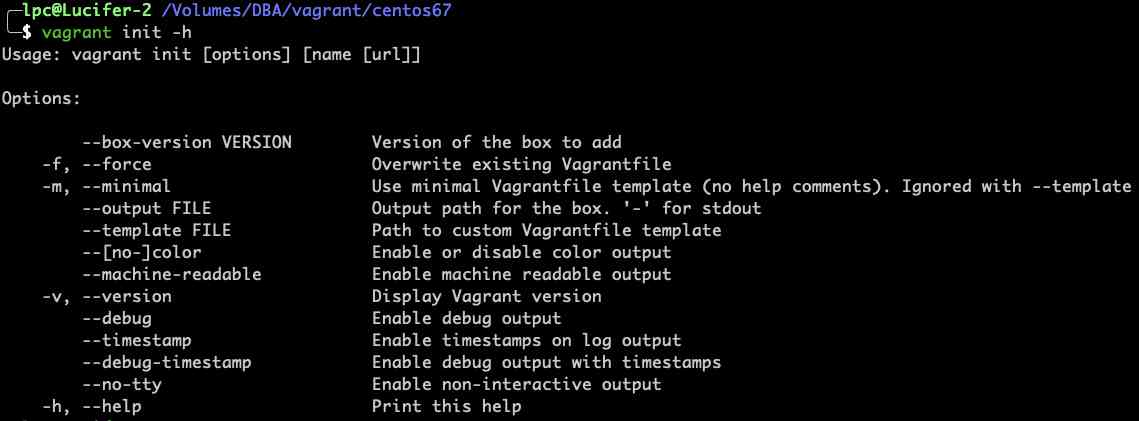 lpc@Lucifer-2 /Volumes/DBA/vagrant/centos67
$ vagrant init -h
Usage: vagrant init [options] [name [url]]
Options:
--box-version VERSION Version of the box to add
-f, --force Overwrite existing Vagrantfile
-m, --minimal Use minimal Vagrantfile template (no help comments). Ignored with --template
--output FILE Output path for the box. '-' for stdout
--template FILE Path to custom Vagrantfile template
--[no-]color Enable or disable color output
--machine-readable Enable machine readable output
-v, --version Display Vagrant version
--debug Enable debug output
--timestamp Enable timestamps on log output
--debug-timestamp Enable debug output with timestamps
--no-tty Enable non-interactive output
-h, --help Print this help